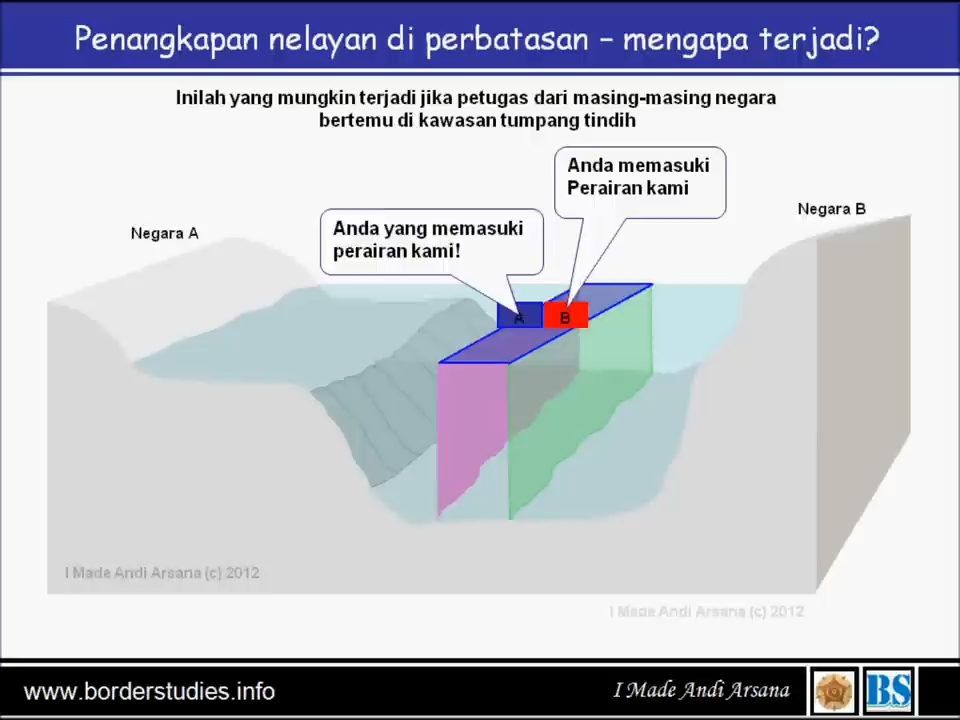 Penangkapan nelayan di perbatasan – mengapa terjadi?
Inilah yang mungkin terjadi jika petugas dari masing-masing negara
bertemu di kawasan tumpang tindih
Anda memasuki
Perairan kami
Negara B
Anda yang memasuki
perairan kami!
Negara A
A
B
I Made Andi Arsana (c) 2012
I Made Andi Arsana (c) 2012
www.borderstudies.info
I Made Andi Arsana
BS